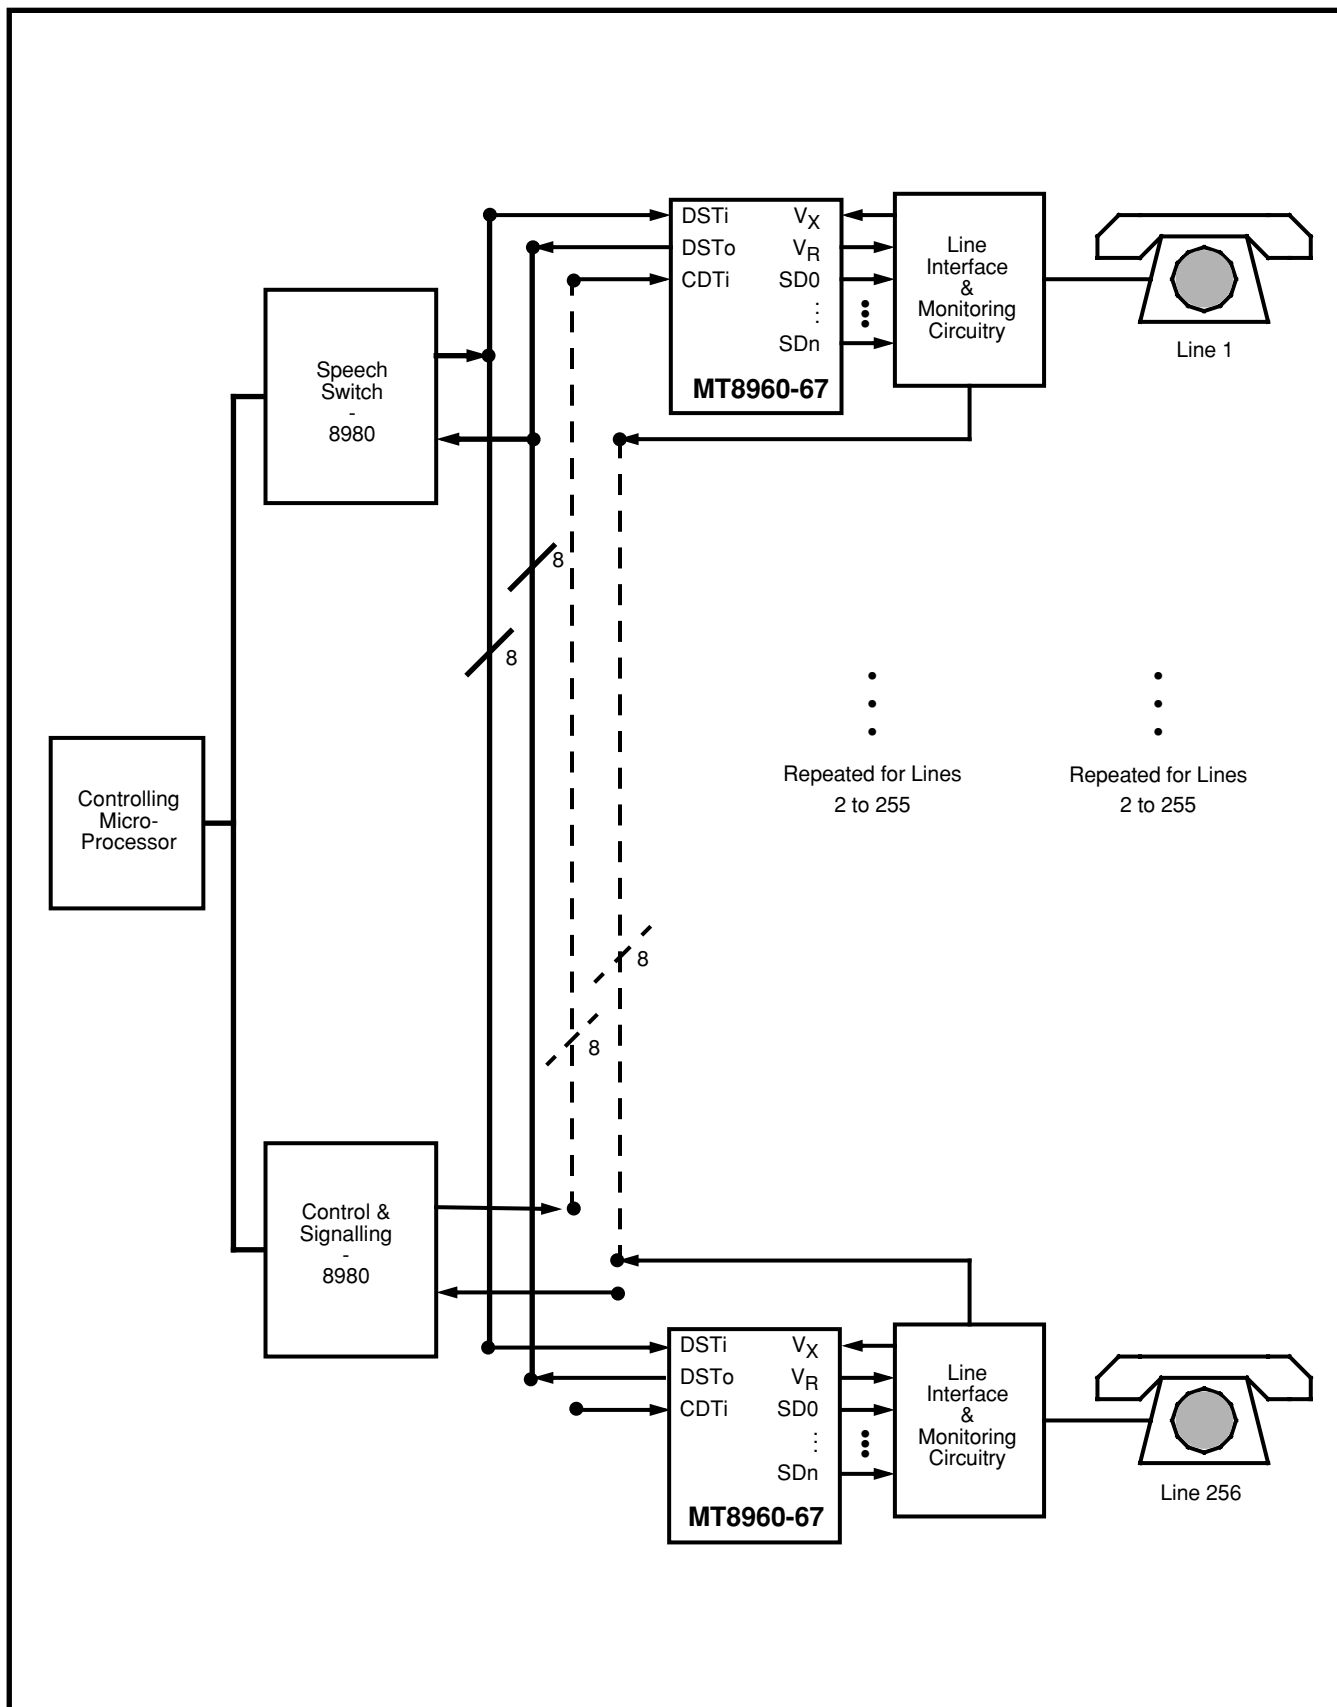 DSTi
DSTo
CDTi
VX
VR
SD0
SDn
MT8960-67
Line
Interface
&
Monitoring
Circuitry
Line 1
Speech
Switch
-
8980
8
8
Repeated for Lines
2 to 255
Repeated for Lines
2 to 255
Controlling
Micro-
Processor
8
8
Control &
Signalling
-
8980
DSTi
DSTo
CDTi
VX
VR
SD0
SDn
MT8960-67
Line
Interface
&
Monitoring
Circuitry
Line 256